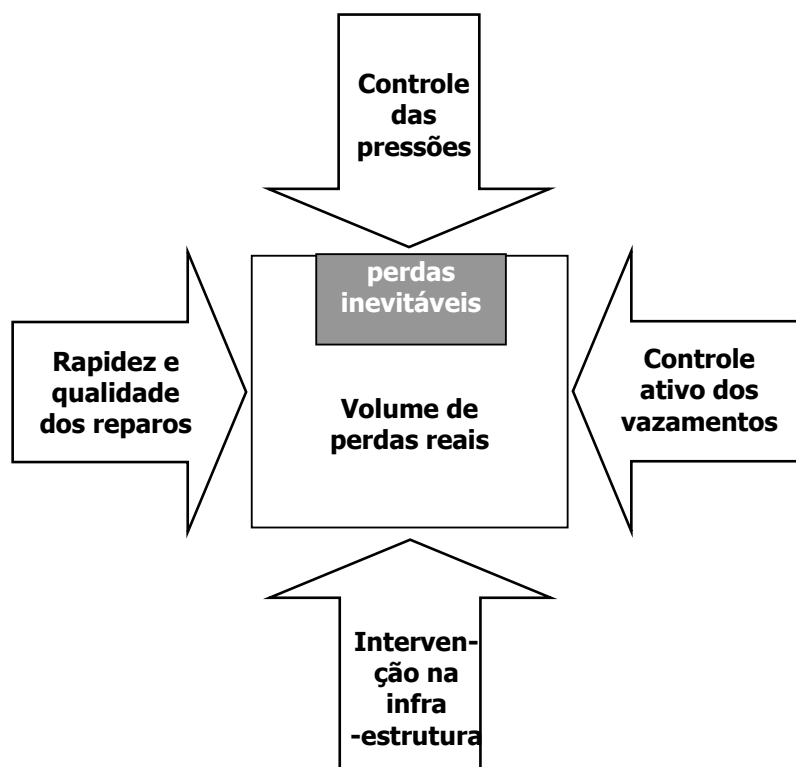 Controle
das
pressões
perdas
inevitáveis
Rapidez e
qualidade
dos reparos
Volume de
perdas reais
Controle
ativo dos
vazamentos
Interven-
ção na
infra
-estrutura